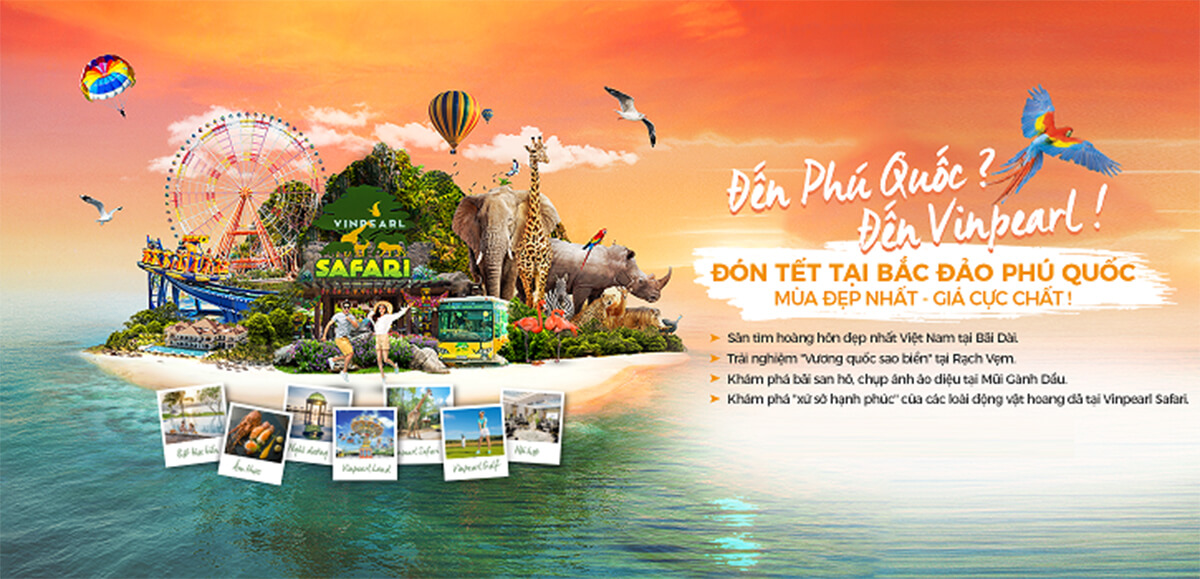 Đến Phú Quốc ?
Đến Vinpearl !
ĐÓN TẾT TẠI BẮC ĐẢO PHÚ QUỐC
MÙA ĐẸP NHẤT - GIÁ CỰC CHẤT !
Săn tìm hoàng hôn đẹp nhất Việt Nam tại Bãi Dài.
Trải nghiệm "Vương quốc sao biển" tại Rạch Vẹm.
Khám phá bãi san hô, chụp ảnh ảo diệu tại Mũi Gành Dầu.
Khám phá "xứ sở hạnh phúc" của các loài động vật hoang dã tại Vinpearl Safari.
VINPEARL
SAFARI
Ẩm thực
Nghỉ dưỡng
Vinpearl Land
Vinpearl Golf
Hội họp